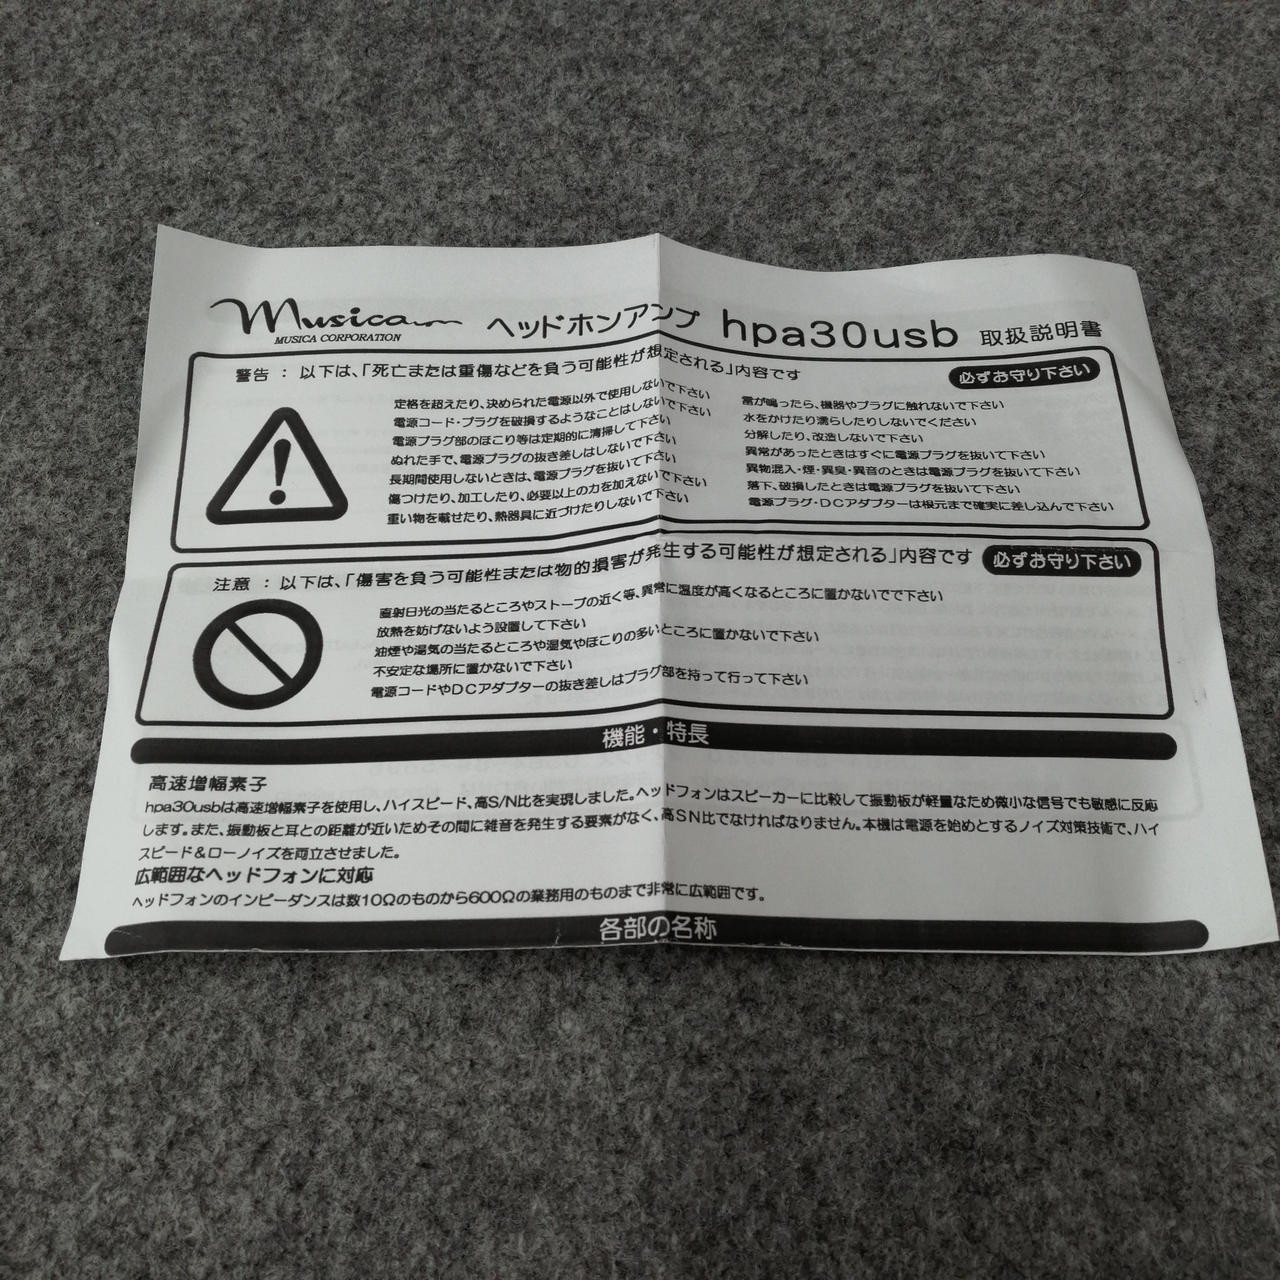 Musica
MUSICA CORPORATION
ヘッドホンアンプ hpa30usb 取扱説明書
警告 : 以下は、「死亡または重傷などを負う可能性が想定される」内容です
必ずお守り下さい
定格を超えたり、決められた電源以外で使用しないで下さい
電源コード・プラグを破損するようなことはしないで下さい
電源プラグ部のほこり等は定期的に清掃して下さい
ぬれた手で、電源プラグの抜き差しはしないで下さい
長期間使用しないときは、電源プラグを抜いて下さい
傷つけたり、加工したり、必要以上の力を加えないで下さい
重い物を載せたり、熱器具に近づけたりしないで下さい
雷が鳴ったら、機器やプラグに触れないで下さい
水をかけたり濡らしたりしないでください
分解したり、改造しないで下さい
異常があったときはすぐに電源プラグを抜いて下さい
異物混入・煙・異臭・異音のときは電源プラグを抜いて下さい
落下、破損したときは電源プラグを抜いて下さい
電源プラグ・DCアダプターは根元まで確実に差し込んで下さい
注意 : 以下は、「傷害を負う可能性または物的損害が発生する可能性が想定される」内容です
必ずお守り下さい
直射日光の当たるところやストーブの近く等、異常に温度が高くなるところに置かないでで下さい
放熱を妨げないよう設置して下さい
油煙や湯気の当たるところや湿気やほこりの多いところに置かないで下さい
不安定な場所に置かないで下さい
電源コードやDCアダプターの抜き差しはプラグ部を持って行って下さい
機能・特長
高速増幅素子
hpa30usbは高速増幅素子を使用し、ハイスピード、高S/N比を実現しました。ヘッドフォンはスピーカーに比較して振動板が軽量なため微小な信号でも敏感に反応
します。また、振動板と耳との距離が近いためその間に雑音を発生する要素がなく、高SN比でなければなりません。本機は電源を始めとするノイズ対策技術で、ハイ
スピード&ローノイズを両立させました。
広範囲なヘッドフォンに対応
ヘッドフォンのインピーダンスは数10Ωのものから600Ωの業務用のものまで非常に広範囲です。
各部の名称